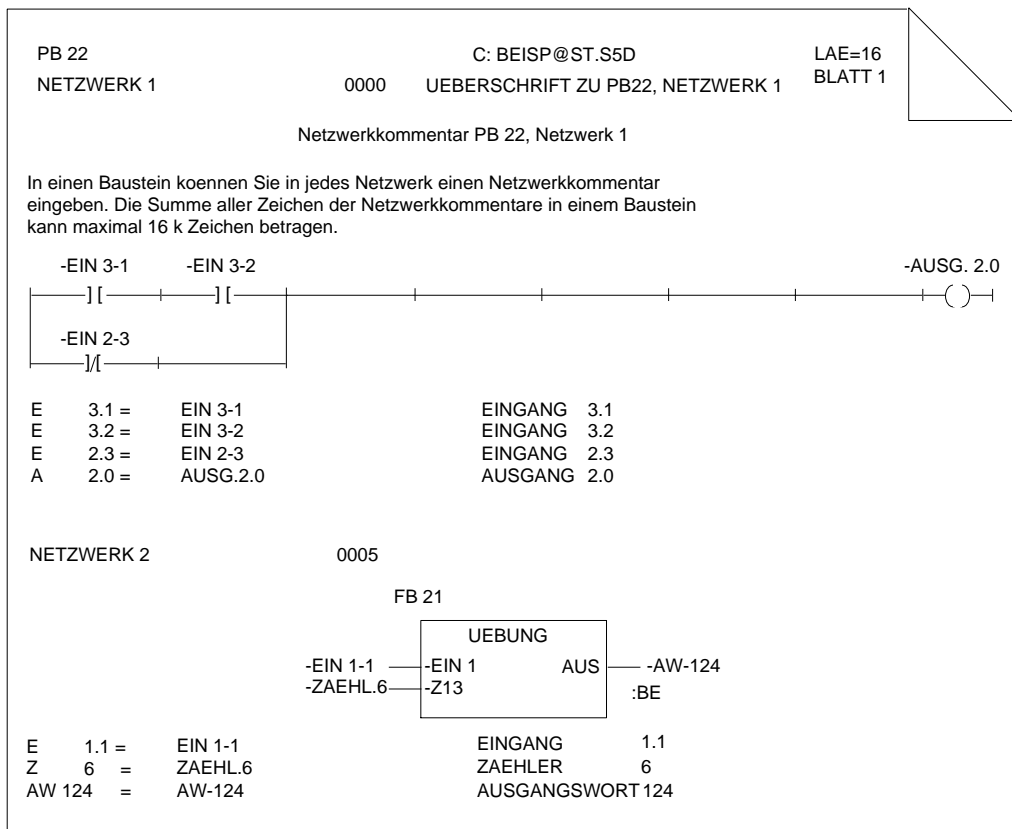 PB 22 C: BEISP@ST.S5D LAE=16
NETZWERK 1 0000 UEBERSCHRIFT ZU PB22, NETZWERK 1 BLATT 1
Netzwerkkommentar PB 22, Netzwerk 1
In einen Baustein koennen Sie in jedes Netzwerk einen Netzwerkkommentar
eingeben. Die Summe aller Zeichen der Netzwerkkommentare in einem Baustein
kann maximal 16 k Zeichen betragen.
-EIN 3-1 -EIN 3-2 -AUSG. 2.0
] [ ] [ ( )
-EIN 2-3
]/[
E 3.1 = EIN 3-1 EINGANG 3.1
E 3.2 = EIN 3-2 EINGANG 3.2
E 2.3 = EIN 2-3 EINGANG 2.3
A 2.0 = AUSG.2.0 AUSGANG 2.0
NETZWERK 2 0005
FB 21
UEBUNG
-EIN 1-1 -EIN 1 AUS -AW-124
-ZAEHL.6 -Z13 :BE
E 1.1 = EIN 1-1 EINGANG 1.1
Z 6 = ZAEHL.6 ZAEHLER 6
AW 124 = AW-124 AUSGANGSWORT 124